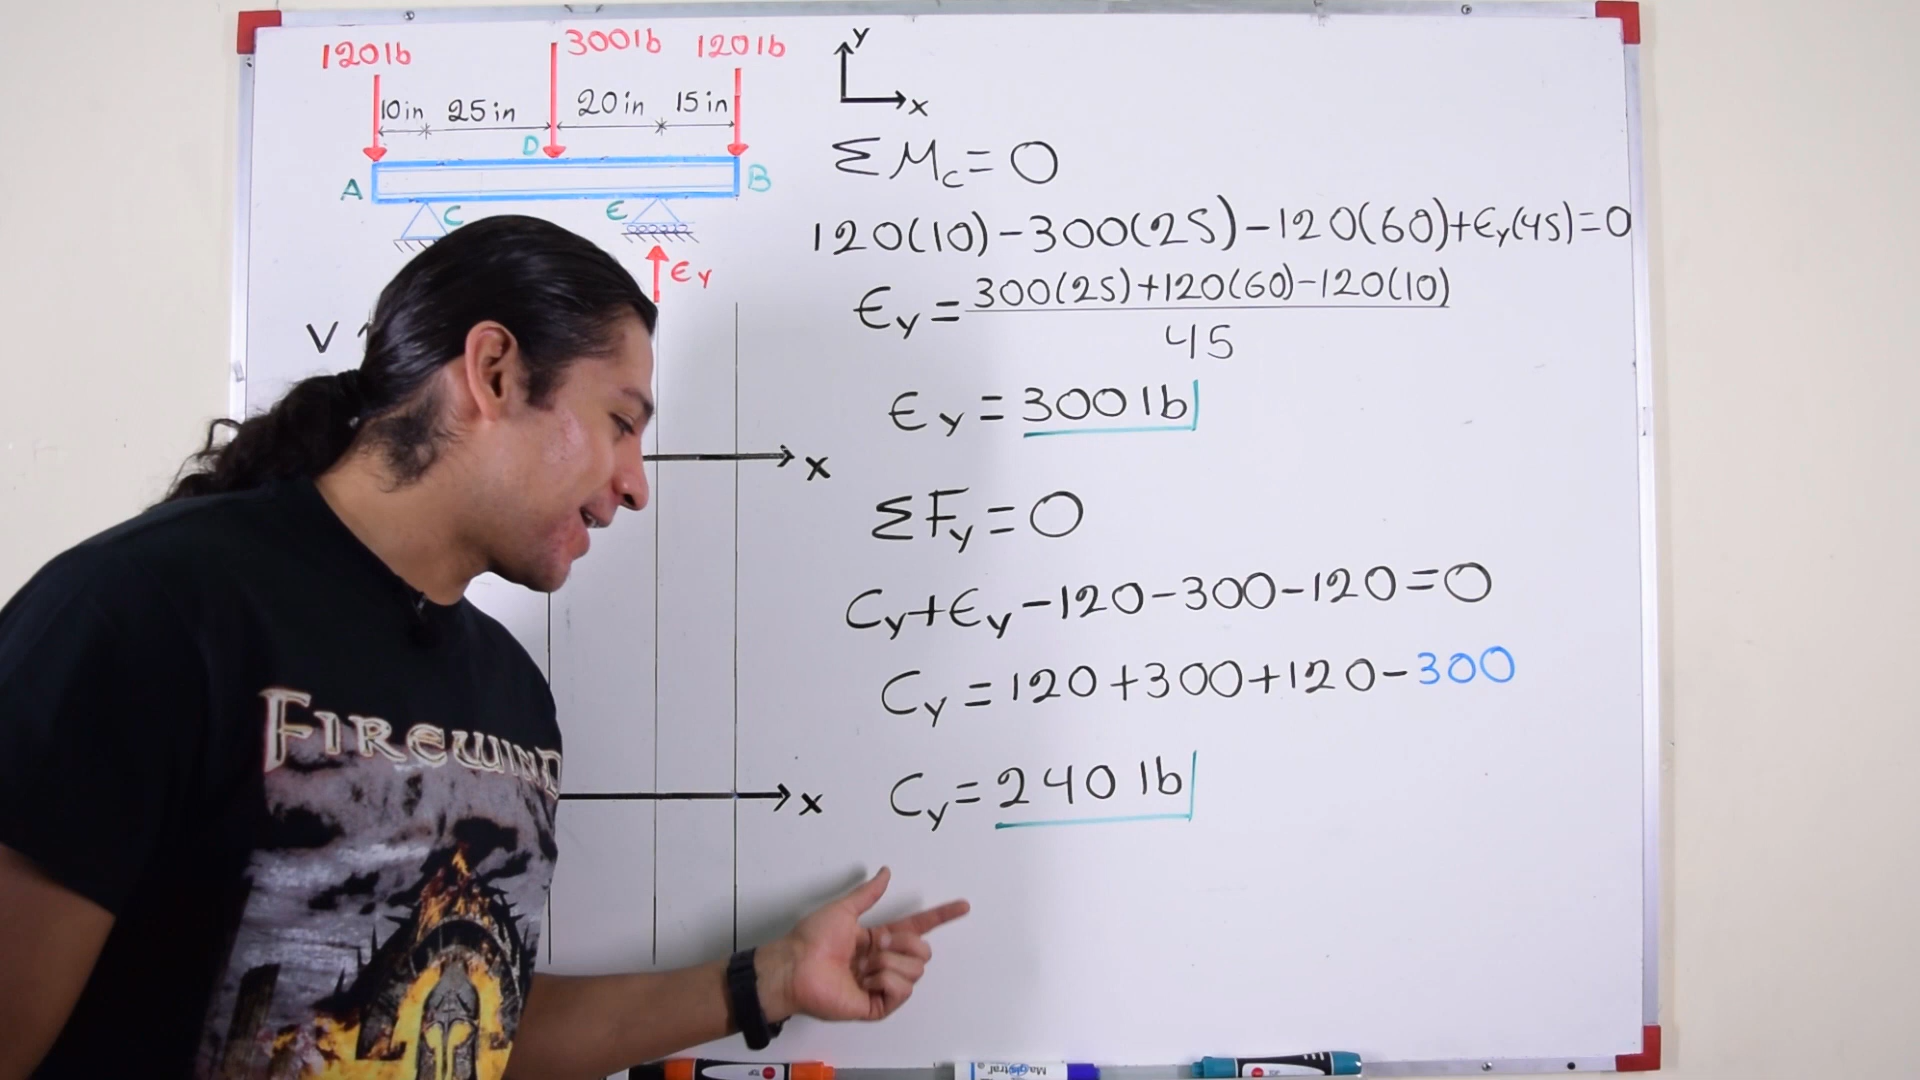 120lb 300lb 120lb
10in 25in 20in 15in
D
A B
C E
Ey
V
x
x
y
x
ΣMc=0
120(10)-300(25)-120(60)+Ey(45)=0
Ey=300(25)+120(60)-120(10)
45
Ey=300lb
ΣFy=0
Cy+Ey-120-300-120=0
Cy=120+300+120-300
Cy=240lb
FIREWIND